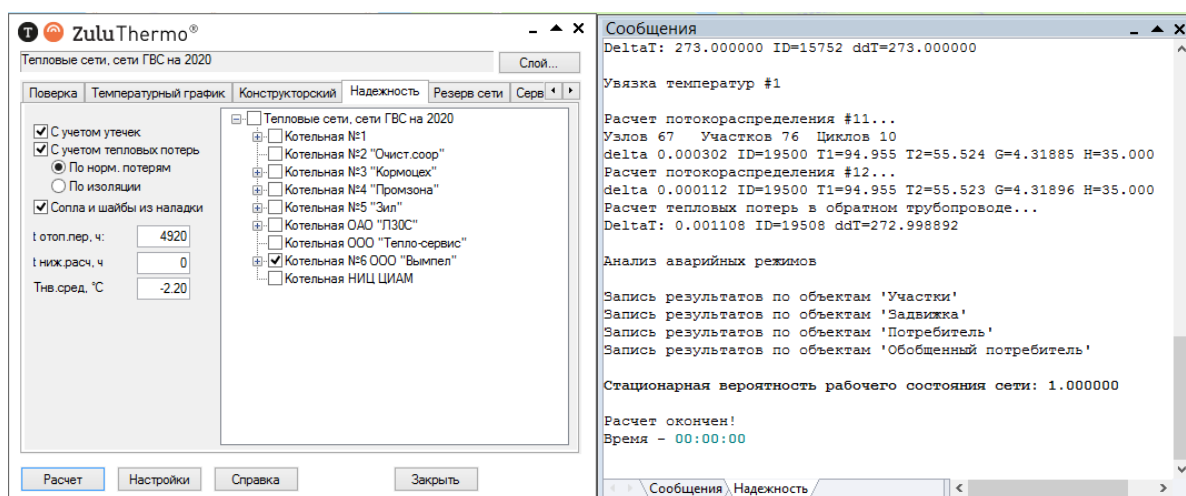 ZuluThermo®
Тепловые сети, сети ГВС на 2020
Слой...
Поверка
Температурный график
Конструкторский
Надежность
Резерв сети
Серв
С учетом утечек
С учетом тепловых потерь
По норм. потерям
По изоляции
Сопла и шайбы из наладки
t отоп.пер, ч: 4920
t ниж.расч, ч 0
Tнв.сред, °C -2.20
Тепловые сети, сети ГВС на 2020
Котельная №1
Котельная №2 "Очист.соор"
Котельная №3 "Кормоцех"
Котельная №4 "Промзона"
Котельная №5 "Зил"
Котельная ОАО "ПЗОС"
Котельная ООО "Тепло-сервис"
Котельная №6 ООО "Вымпел"
Котельная НИЦ ЦИАМ
Расчет
Настройки
Справка
Закрыть
Сообщения
DeltaT: 273.000000 ID=15752 ddT=273.000000
Увязка температур #1
Расчет потокораспределения #11...
Узлов 67 Участков 76 Циклов 10
delta 0.000302 ID=19500 T1=94.955 T2=55.524 G=4.31885 H=35.000
Расчет потокораспределения #12...
delta 0.000112 ID=19500 T1=94.955 T2=55.523 G=4.31896 H=35.000
Расчет тепловых потерь в обратном трубопроводе...
DeltaT: 0.001108 ID=19508 ddT=272.998892
Анализ аварийных режимов
Запись результатов по объектам 'Участки'
Запись результатов по объектам 'Задвижка'
Запись результатов по объектам 'Потребитель'
Запись результатов по объектам 'Обобщенный потребитель'
Стационарная вероятность рабочего состояния сети: 1.000000
Расчет окончен!
Время - 00:00:00
Сообщения
Надежность